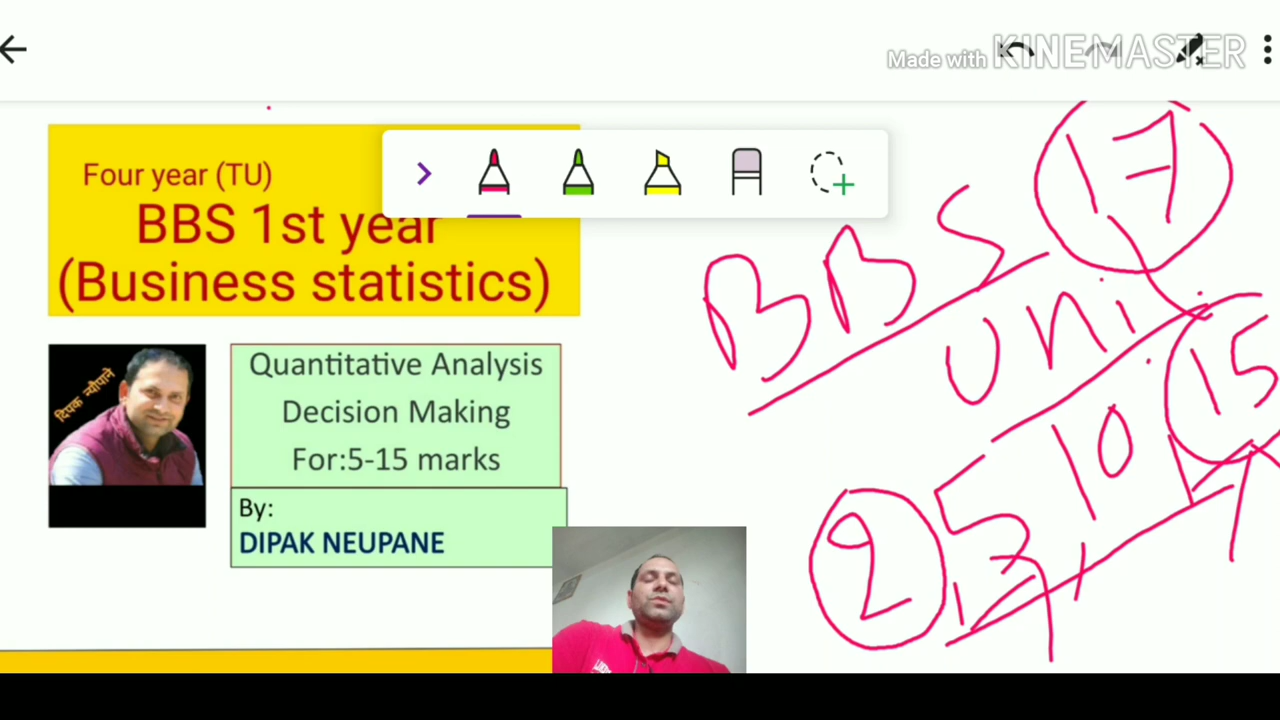 Made with KINEMASTER
Four year (TU)
BBS 1st year
(Business statistics)
दिपक न्यौपाने
Quantitative Analysis
Decision Making
For:5-15 marks
By:
DIPAK NEUPANE
17
BBS
Uni
15
10
5
2